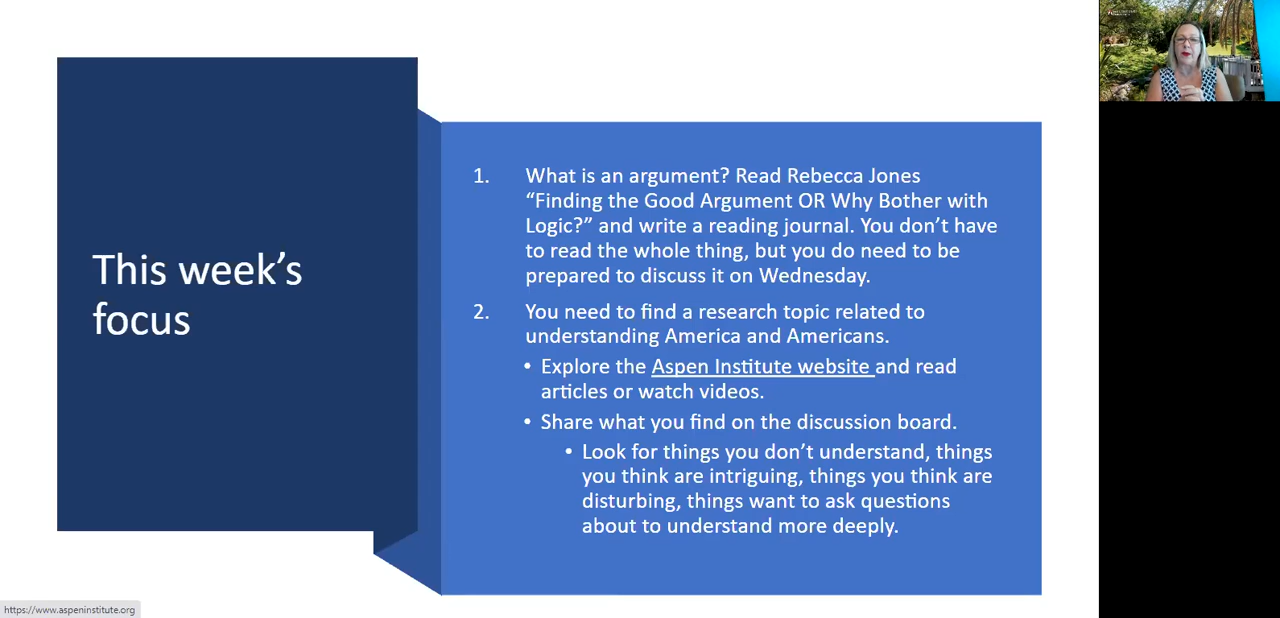 This week's
focus
1. What is an argument? Read Rebecca Jones
“Finding the Good Argument OR Why Bother with
Logic?” and write a reading journal. You don't have
to read the whole thing, but you do need to be
prepared to discuss it on Wednesday.
2. You need to find a research topic related to
understanding America and Americans.
• Explore the Aspen Institute website and read
articles or watch videos.
• Share what you find on the discussion board.
• Look for things you don't understand, things
you think are intriguing, things you think are
disturbing, things want to ask questions
about to understand more deeply.
https://www.aspeninstitute.org